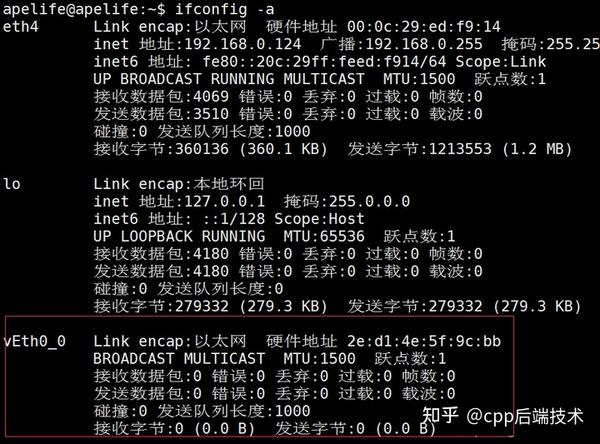 apelife@apelife:~$ ifconfig -a
eth4 Link encap:以太网 硬件地址 00:0c:29:ed:f9:14
inet 地址:192.168.0.124 广播:192.168.0.255 掩码:255.25
inet6 地址: fe80::20c:29ff:feed:f914/64 Scope:Link
UP BROADCAST RUNNING MULTICAST MTU:1500 跃点数:1
接收数据包:4069 错误:0 丢弃:0 过载:0 帧数:0
发送数据包:3510 错误:0 丢弃:0 过载:0 载波:0
碰撞:0 发送队列长度:1000
接收字节:360136 (360.1 KB) 发送字节:1213553 (1.2 MB)
lo Link encap:本地环回
inet 地址:127.0.0.1 掩码:255.0.0.0
inet6 地址: ::1/128 Scope:Host
UP LOOPBACK RUNNING MTU:65536 跃点数:1
接收数据包:4180 错误:0 丢弃:0 过载:0 帧数:0
发送数据包:4180 错误:0 丢弃:0 过载:0 载波:0
碰撞:0 发送队列长度:0
接收字节:279332 (279.3 KB) 发送字节:279332 (279.3 KB)
vEth0_0 Link encap:以太网 硬件地址 2e:d1:4e:5f:9c:bb
BROADCAST MULTICAST MTU:1500 跃点数:1
接收数据包:0 错误:0 丢弃:0 过载:0 帧数:0
发送数据包:0 错误:0 丢弃:0 过载:0 载波:0
碰撞:0 发送队列长度:1000
接收字节:0 (0.0 B) 发送字节:0 (0.0 B)
知乎 @cpp后端技术